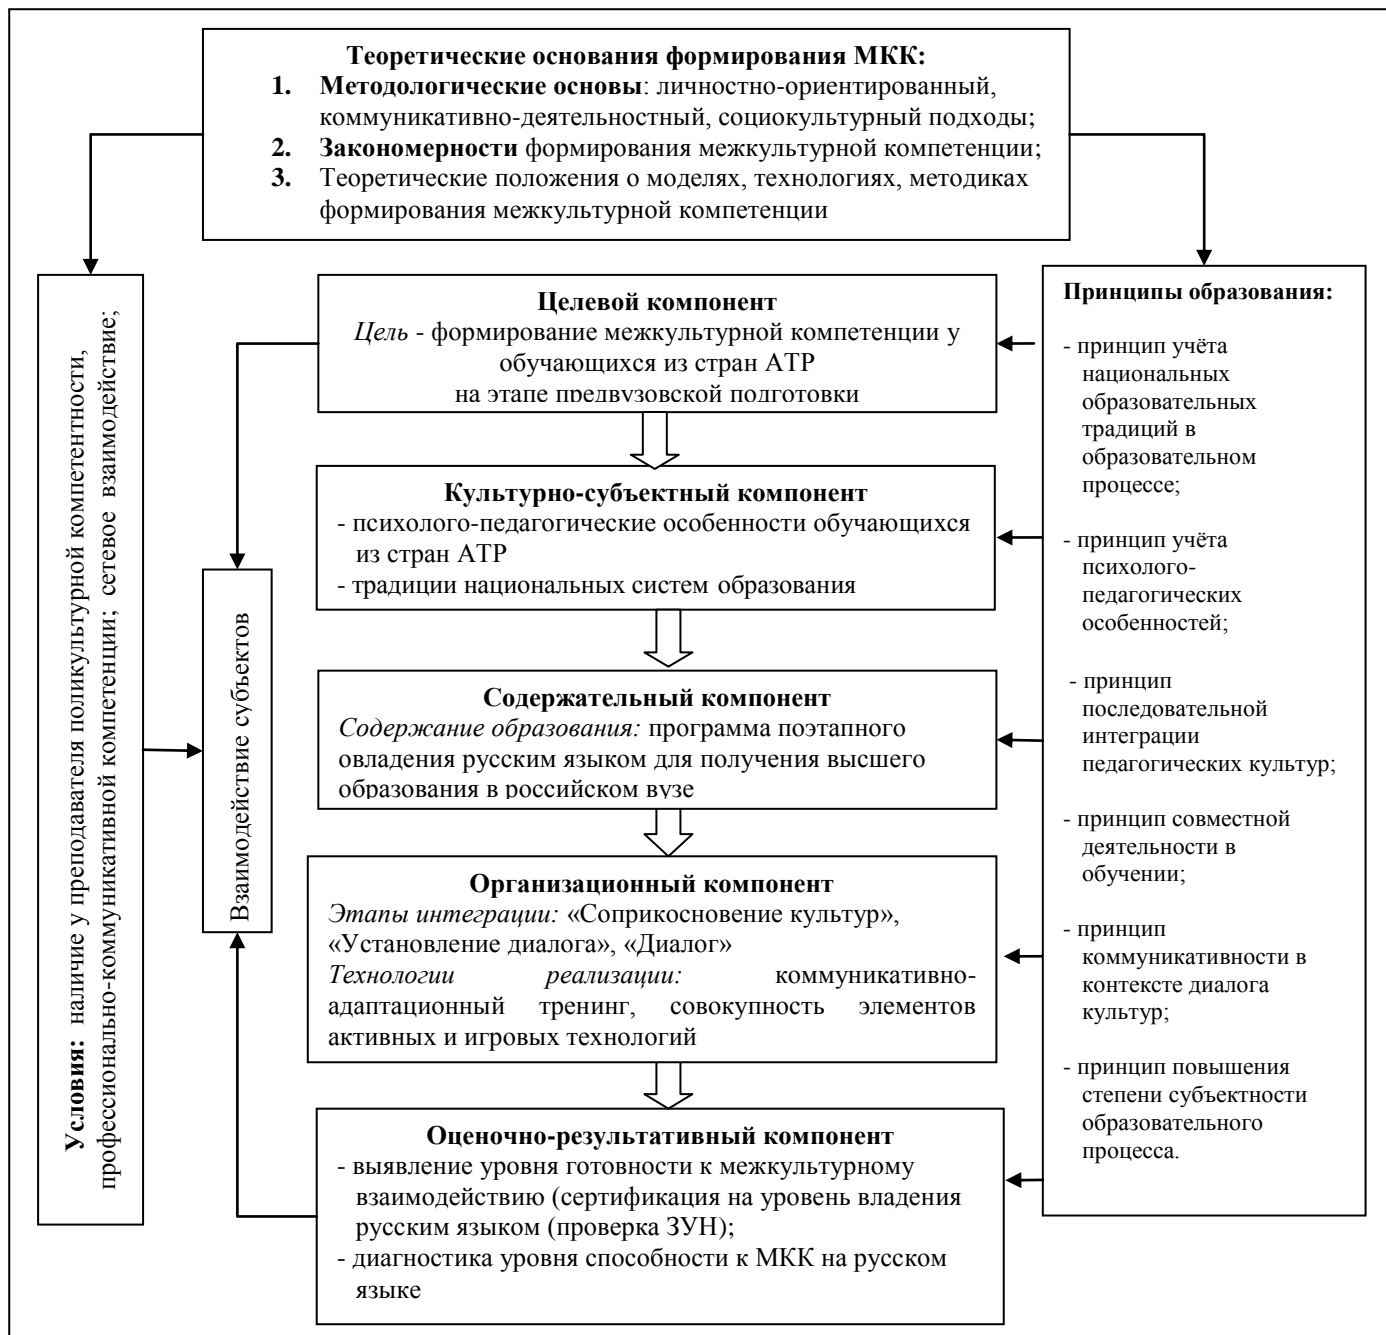 Теоретические основания формирования МКК:
1. Методологические основы: личностно-ориентированный,
коммуникативно-деятельностный, социокультурный подходы;
2. Закономерности формирования межкультурной компетенции;
3. Теоретические положения о моделях, технологиях, методиках
формирования межкультурной компетенции
Условия: наличие у преподавателя поликультурной компетентности,
профессионально-коммуникативной компетенции; сетевое взаимодействие;
Взаимодействие субъектов
Целевой компонент
Цель - формирование межкультурной компетенции у
обучающихся из стран АТР
на этапе предвузовской подготовки
Культурно-субъектный компонент
- психолого-педагогические особенности обучающихся
из стран АТР
- традиции национальных систем образования
Содержательный компонент
Содержание образования: программа поэтапного
овладения русским языком для получения высшего
образования в российском вузе
Организационный компонент
Этапы интеграции: «Соприкосновение культур»,
«Установление диалога», «Диалог»
Технологии реализации: коммуникативно-
адаптационный тренинг, совокупность элементов
активных и игровых технологий
Оценочно-результативный компонент
- выявление уровня готовности к межкультурному
взаимодействию (сертификация на уровень владения
русским языком (проверка ЗУН);
- диагностика уровня способности к МКК на русском
языке
Принципы образования:
- принцип учёта
национальных
образовательных
традиций в
образовательном
процессе;
- принцип учёта
психолого-
педагогических
особенностей;
- принцип
последовательной
интеграции
педагогических культур;
- принцип совместной
деятельности в
обучении;
- принцип
коммуникативности в
контексте диалога
культур;
- принцип повышения
степени субъектности
образовательного
процесса.